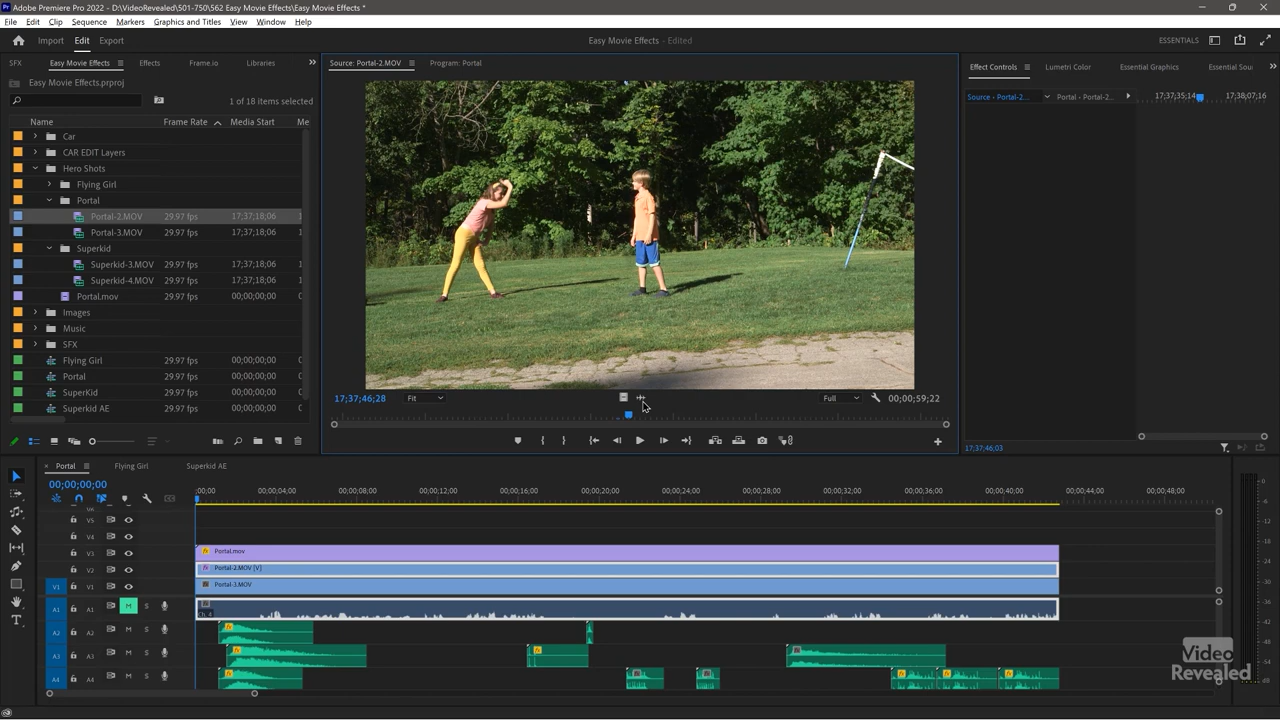 Adobe Premiere Pro 2022 - D:\VideoRevealed\501-750\562 Easy Movie Effects\Easy Movie Effects *
File Edit Clip Sequence Markers Graphics and Titles View Window Help
Import Edit Export
Easy Movie Effects - Edited
ESSENTIALS
SFX Easy Movie Effects Effects Frame.io Libraries
Source: Portal-2.MOV Program: Portal
Effect Controls Lumetri Color Essential Graphics Essential Sou
Easy Movie Effects.prproj
1 of 18 Items selected
Source - Portal-2... Portal - Portal-2... 17;37;35;14 17;38;07;16
Name Frame Rate Media Start Me
Car
CAR EDIT Layers
Hero Shots
Flying Girl
Portal
Portal-2.MOV 29.97 fps 17;37;18;06 1
Portal-3.MOV 29.97 fps 17;37;18;06 1
Superkid
Superkid-3.MOV 29.97 fps 17;37;18;06 1
Superkid-4.MOV 29.97 fps 17;37;18;06 1
Portal.mov 29.97 fps 00;00;00;00
Images
Music
SFX
Flying Girl 29.97 fps 00;00;00;00
Portal 29.97 fps 00;00;00;00
SuperKid 29.97 fps 00;00;00;00
Superkid AE 29.97 fps 00;00;00;00
17;37;46;28 Fit Full 00;00;59;22
17;37;46;03
Portal Flying Girl Superkid AE
00;00;00;00
;00;00 00;00;04;00 00;00;08;00 00;00;12;00 00;00;16;00 00;00;20;00 00;00;24;00 00;00;28;00 00;00;32;00 00;00;36;00 00;00;40;00 00;00;44;00 00;00;48;00
V5
V4
V3 Portal.mov
V2 Portal-2.MOV [V]
V1 V1 Portal-3.MOV
A1 A1 M S
A2 A2 M S
A3 A3 M S
A4 A4 M S
Video
Revealed